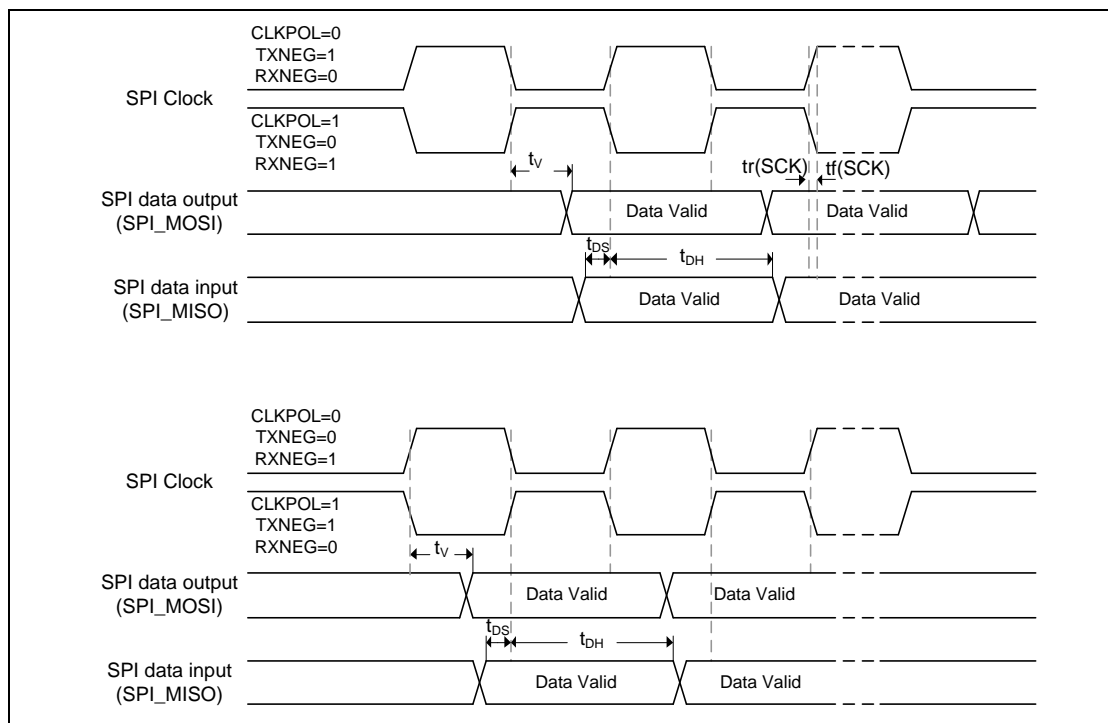 CLKPOL=0
TXNEG=1
RXNEG=0
SPI Clock
CLKPOL=1
TXNEG=0
RXNEG=1
tV
tr(SCK)
tf(SCK)
SPI data output
(SPI_MOSI)
Data Valid
Data Valid
tDS
tDH
SPI data input
(SPI_MISO)
Data Valid
Data Valid
CLKPOL=0
TXNEG=0
RXNEG=1
SPI Clock
CLKPOL=1
TXNEG=1
RXNEG=0
tV
SPI data output
(SPI_MOSI)
Data Valid
Data Valid
tDS
tDH
SPI data input
(SPI_MISO)
Data Valid
Data Valid